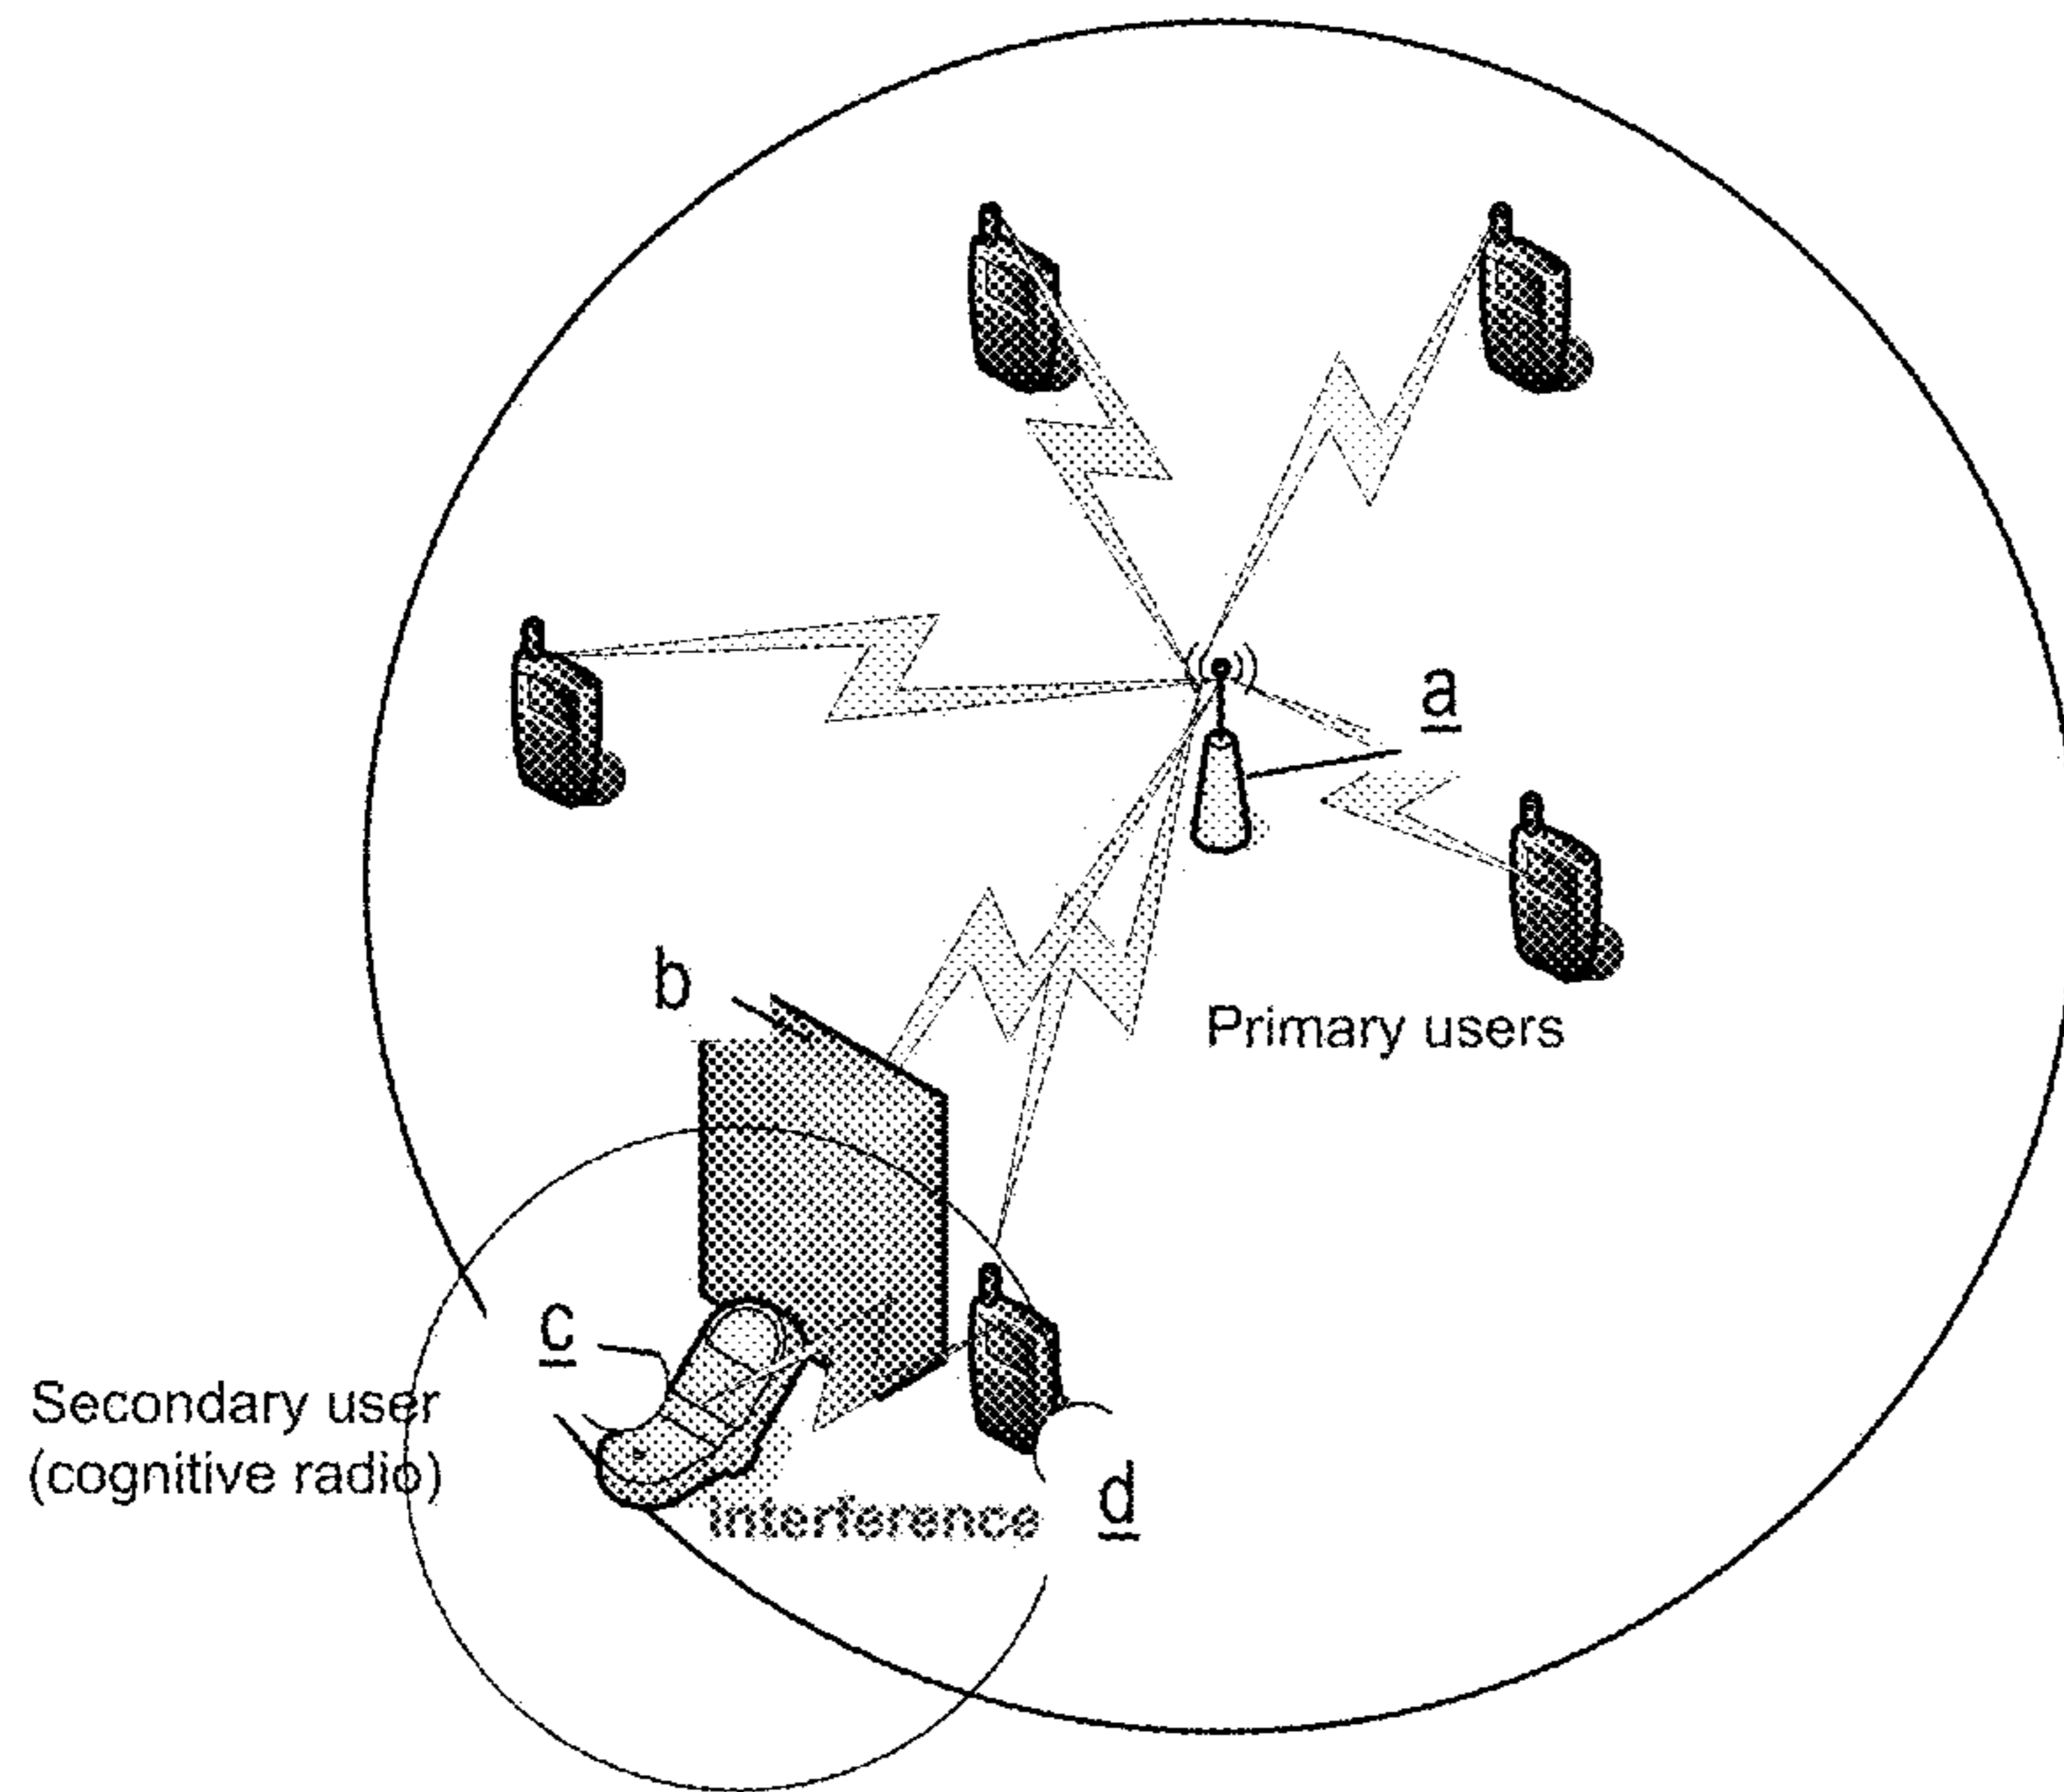 a
b
Primary users
c
Secondary user
(cognitive radio)
Interference
d